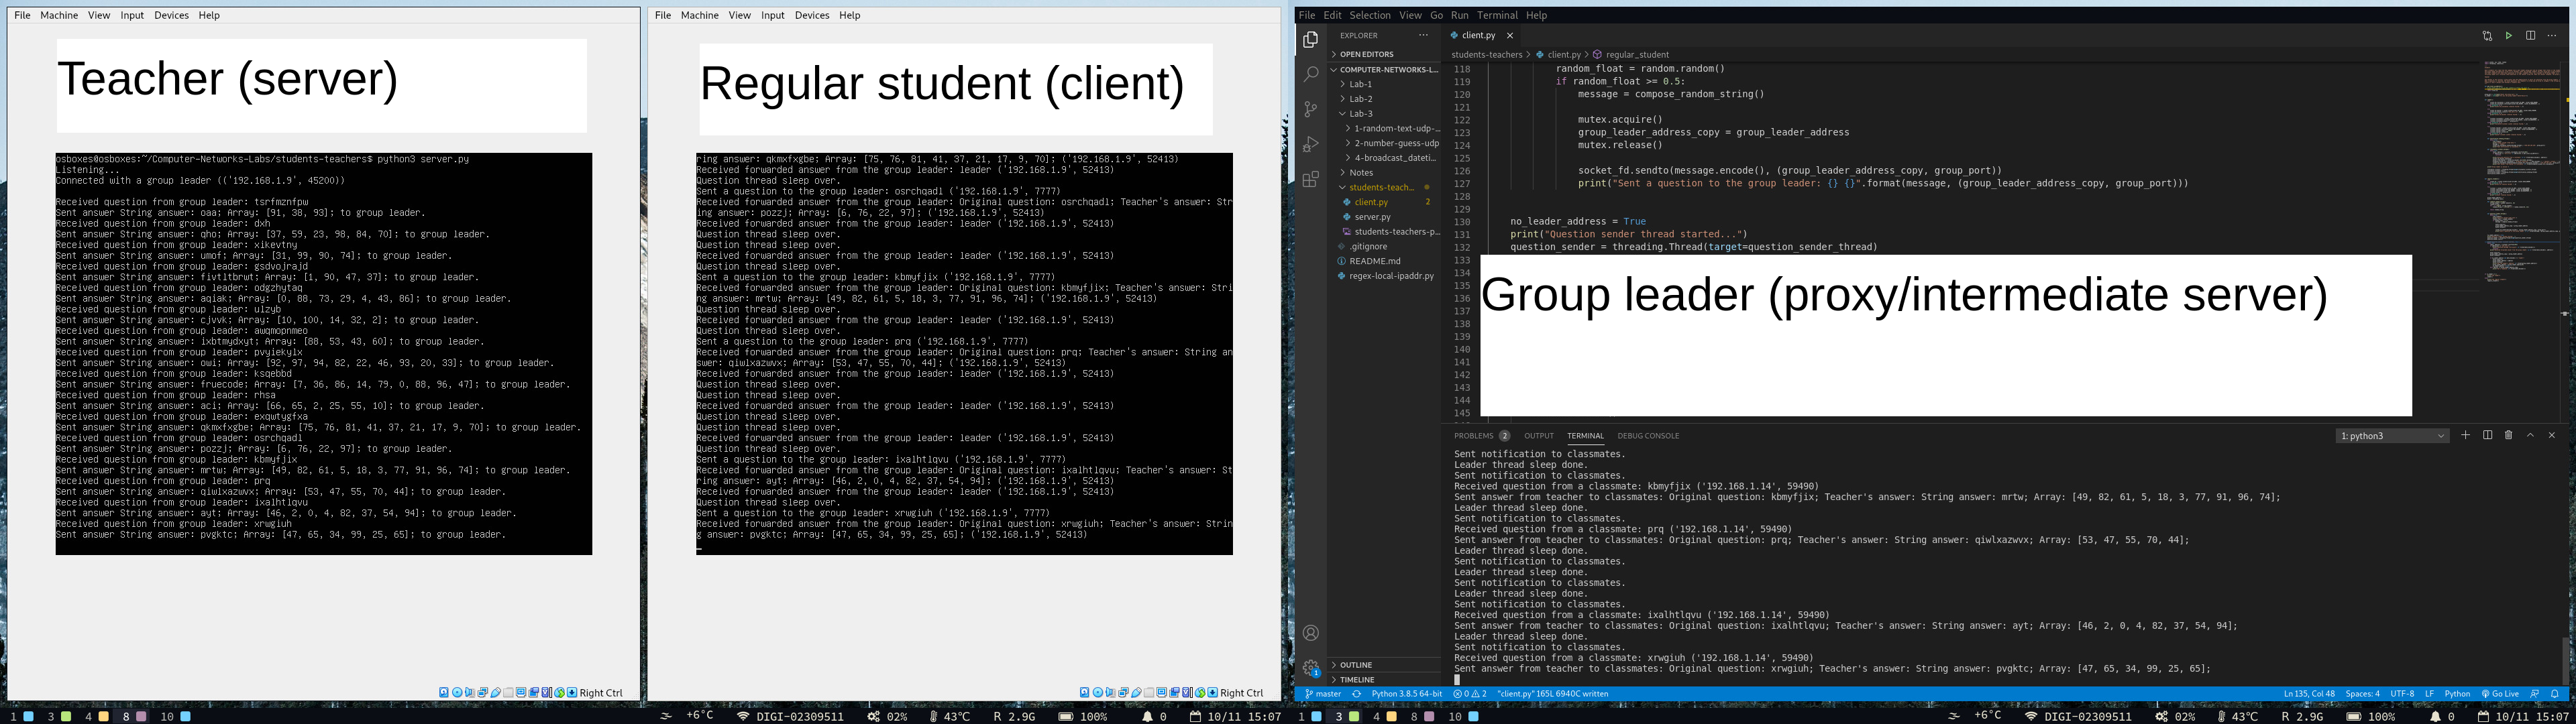 File Machine View Input Devices Help
Teacher (server)
osboxes@osboxes:~/Computer-Networks-Labs/students-teachers$ python3 server.py
Listening...
Connected with a group leader (('192.168.1.9', 45200))
Received question from group leader: tsrfmznfpw
Sent answer String answer: oaa; Array: [91, 38, 93]; to group leader.
Received question from group leader: dxh
Sent answer String answer: qhoi; Array: [37, 59, 23, 98, 84, 70]; to group leader.
Received question from group leader: xikevtny
Sent answer String answer: umof; Array: [31, 99, 90, 74]; to group leader.
Received question from group leader: gsdvojrajd
Sent answer String answer: fivttltbrwt; Array: [1, 90, 47, 37]; to group leader.
Received question from group leader: odgzhytaq
Sent answer String answer: aqiak; Array: [0, 88, 73, 29, 4, 43, 86]; to group leader.
Received question from group leader: ulzyb
Sent answer String answer: cjvvk; Array: [10, 100, 14, 32, 2]; to group leader.
Received question from group leader: awqmopnmeo
Sent answer String answer: ixbtmydxyt; Array: [88, 53, 43, 60]; to group leader.
Received question from group leader: pvyiekylx
Sent answer String answer: owi; Array: [92, 97, 94, 82, 22, 46, 93, 20, 33]; to group leader.
Received question from group leader: ksqebbd
Sent answer String answer: fruecode; Array: [7, 36, 86, 14, 79, 0, 88, 96, 47]; to group leader.
Received question from group leader: rhsa
Sent answer String answer: aci; Array: [66, 65, 2, 25, 55, 10]; to group leader.
Received question from group leader: exqwtygfxa
Sent answer String answer: qkmxfxgbe; Array: [75, 76, 81, 41, 37, 21, 17, 9, 70]; to group leader.
Received question from group leader: osrchqadl
Sent answer String answer: pozzj; Array: [6, 76, 22, 97]; to group leader.
Received question from group leader: kbmyfjix
Sent answer String answer: mrtw; Array: [49, 82, 61, 5, 18, 3, 77, 91, 96, 74]; to group leader.
Received question from group leader: prq
Sent answer String answer: qiwlxazwvx; Array: [53, 47, 55, 70, 44]; to group leader.
Received question from group leader: ixalhtlqvu
Sent answer String answer: ayt; Array: [46, 2, 0, 4, 82, 37, 54, 94]; to group leader.
Received question from group leader: xrwgiuh
Sent answer String answer: pvgktc; Array: [47, 65, 34, 99, 25, 65]; to group leader.
Right Ctrl
File Machine View Input Devices Help
Regular student (client)
ring answer: qkmxfxgbe; Array: [75, 76, 81, 41, 37, 21, 17, 9, 70]; ('192.168.1.9', 52413)
Received forwarded answer from the group leader: leader ('192.168.1.9', 52413)
Question thread sleep over.
Sent a question to the group leader: osrchqadl ('192.168.1.9', 7777)
Received forwarded answer from the group leader: Original question: osrchqadl; Teacher's answer: Str
ing answer: pozzj; Array: [6, 76, 22, 97]; ('192.168.1.9', 52413)
Received forwarded answer from the group leader: leader ('192.168.1.9', 52413)
Question thread sleep over.
Question thread sleep over.
Received forwarded answer from the group leader: leader ('192.168.1.9', 52413)
Question thread sleep over.
Sent a question to the group leader: kbmyfjix ('192.168.1.9', 7777)
Received forwarded answer from the group leader: Original question: kbmyfjix; Teacher's answer: Stri
ng answer: mrtw; Array: [49, 82, 61, 5, 18, 3, 77, 91, 96, 74]; ('192.168.1.9', 52413)
Question thread sleep over.
Received forwarded answer from the group leader: leader ('192.168.1.9', 52413)
Question thread sleep over.
Sent a question to the group leader: prq ('192.168.1.9', 7777)
Received forwarded answer from the group leader: Original question: prq; Teacher's answer: String an
swer: qiwlxazwvx; Array: [53, 47, 55, 70, 44]; ('192.168.1.9', 52413)
Received forwarded answer from the group leader: leader ('192.168.1.9', 52413)
Question thread sleep over.
Question thread sleep over.
Received forwarded answer from the group leader: leader ('192.168.1.9', 52413)
Question thread sleep over.
Question thread sleep over.
Received forwarded answer from the group leader: leader ('192.168.1.9', 52413)
Question thread sleep over.
Sent a question to the group leader: ixalhtlqvu ('192.168.1.9', 7777)
Received forwarded answer from the group leader: Original question: ixalhtlqvu; Teacher's answer: St
ring answer: ayt; Array: [46, 2, 0, 4, 82, 37, 54, 94]; ('192.168.1.9', 52413)
Received forwarded answer from the group leader: leader ('192.168.1.9', 52413)
Question thread sleep over.
Sent a question to the group leader: xrwgiuh ('192.168.1.9', 7777)
Received forwarded answer from the group leader: Original question: xrwgiuh; Teacher's answer: Strin
g answer: pvgktc; Array: [47, 65, 34, 99, 25, 65]; ('192.168.1.9', 52413)
Right Ctrl
File Edit Selection View Go Run Terminal Help
EXPLORER ···
OPEN EDITORS
COMPUTER-NETWORKS-L...
Lab-1
Lab-2
Lab-3
1-random-text-udp-...
2-number-guess-udp
4-broadcast_dateti...
Notes
students-teach...
client.py 2
server.py
students-teachers-p...
.gitignore
README.md
regex-local-ipaddr.py
OUTLINE
TIMELINE
client.py
students-teachers > client.py > regular_student
118 random_float = random.random()
119 if random_float >= 0.5:
120 message = compose_random_string()
121
122 mutex.acquire()
123 group_leader_address_copy = group_leader_address
124 mutex.release()
125
126 socket_fd.sendto(message.encode(), (group_leader_address_copy, group_port))
127 print("Sent a question to the group leader: {} {}".format(message, (group_leader_address_copy, group_port)))
128
129
130 no_leader_address = True
131 print("Question sender thread started...")
132 question_sender = threading.Thread(target=question_sender_thread)
133
134
135
136
137
138
139
140
141
142
143
144
145
Group leader (proxy/intermediate server)
PROBLEMS 2 OUTPUT TERMINAL DEBUG CONSOLE
1: python3
Sent notification to classmates.
Leader thread sleep done.
Sent notification to classmates.
Received question from a classmate: kbmyfjix ('192.168.1.14', 59490)
Sent answer from teacher to classmates: Original question: kbmyfjix; Teacher's answer: String answer: mrtw; Array: [49, 82, 61, 5, 18, 3, 77, 91, 96, 74];
Leader thread sleep done.
Sent notification to classmates.
Received question from a classmate: prq ('192.168.1.14', 59490)
Sent answer from teacher to classmates: Original question: prq; Teacher's answer: String answer: qiwlxazwvx; Array: [53, 47, 55, 70, 44];
Leader thread sleep done.
Sent notification to classmates.
Leader thread sleep done.
Sent notification to classmates.
Leader thread sleep done.
Sent notification to classmates.
Received question from a classmate: ixalhtlqvu ('192.168.1.14', 59490)
Sent answer from teacher to classmates: Original question: ixalhtlqvu; Teacher's answer: String answer: ayt; Array: [46, 2, 0, 4, 82, 37, 54, 94];
Leader thread sleep done.
Sent notification to classmates.
Received question from a classmate: xrwgiuh ('192.168.1.14', 59490)
Sent answer from teacher to classmates: Original question: xrwgiuh; Teacher's answer: String answer: pvgktc; Array: [47, 65, 34, 99, 25, 65];
master Python 3.8.5 64-bit 0 2 "client.py" 165L 6940C written
Ln 135, Col 48 Spaces: 4 UTF-8 LF Python Go Live
1 3 4 8 10
+6°C DIGI-02309511 02% 43°C R 2.9G 100% 0 10/11 15:07
1 3 4 8 10
+6°C DIGI-02309511 02% 43°C R 2.9G 100% 0 10/11 15:07